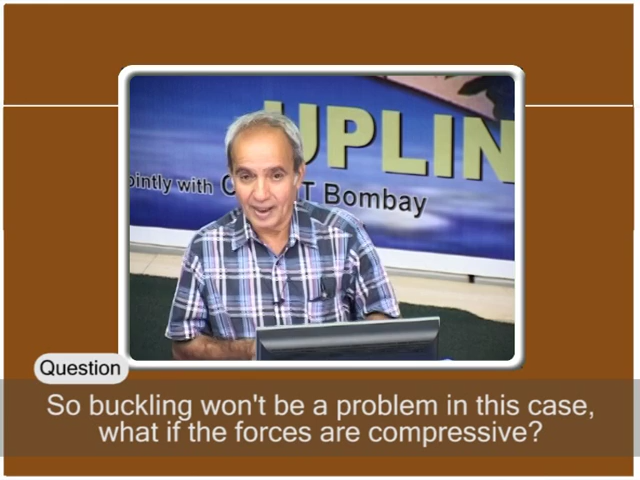 UPLIN
ointly with C T Bombay
Question
So buckling won't be a problem in this case,
what if the forces are compressive?